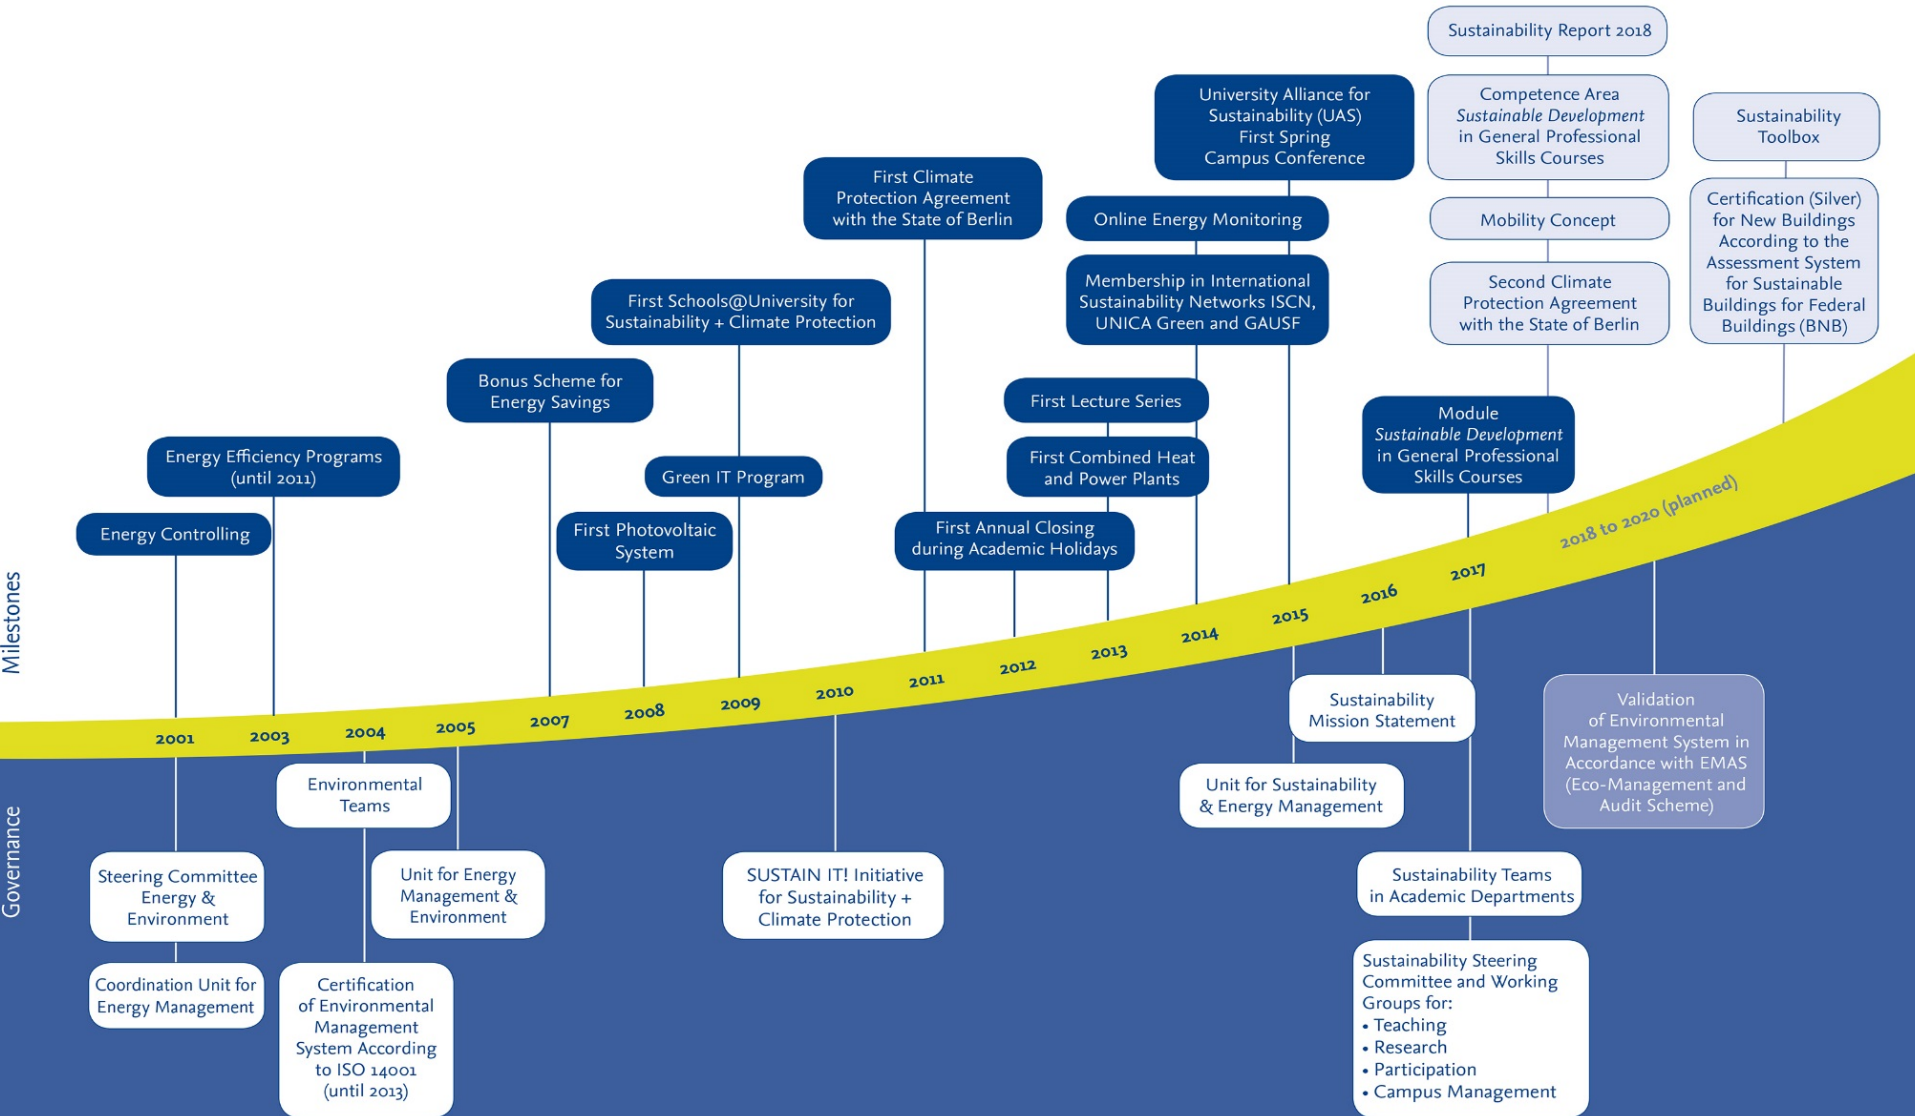 Sustainability Report 2018
Competence Area
Sustainable Development
in General Professional
Skills Courses
Mobility Concept
Second Climate
Protection Agreement
with the State of Berlin
Sustainability
Toolbox
Certification (Silver)
for New Buildings
According to the
Assessment System
for Sustainable
Buildings for Federal
Buildings (BNB)
University Alliance for
Sustainability (UAS)
First Spring
Campus Conference
Online Energy Monitoring
Membership in International
Sustainability Networks ISCN,
UNICA Green and GAUSF
First Climate
Protection Agreement
with the State of Berlin
First Schools@University for
Sustainability + Climate Protection
Bonus Scheme for
Energy Savings
First Lecture Series
Module
Sustainable Development
in General Professional
Skills Courses
Energy Efficiency Programs
(until 2011)
Green IT Program
First Combined Heat
and Power Plants
Energy Controlling
First Photovoltaic
System
First Annual Closing
during Academic Holidays
Milestones
2001
2003
2004
2005
2007
2008
2009
2010
2011
2012
2013
2014
2015
2016
2017
2018 to 2020 (planned)
Governance
Environmental
Teams
Steering Committee
Energy &
Environment
Coordination Unit for
Energy Management
Certification
of Environmental
Management
System According
to ISO 14001
(until 2013)
Unit for Energy
Management &
Environment
SUSTAIN IT! Initiative
for Sustainability +
Climate Protection
Sustainability
Mission Statement
Unit for Sustainability
& Energy Management
Sustainability Teams
in Academic Departments
Sustainability Steering
Committee and Working
Groups for:
• Teaching
• Research
• Participation
• Campus Management
Validation
of Environmental
Management System in
Accordance with EMAS
(Eco-Management and
Audit Scheme)